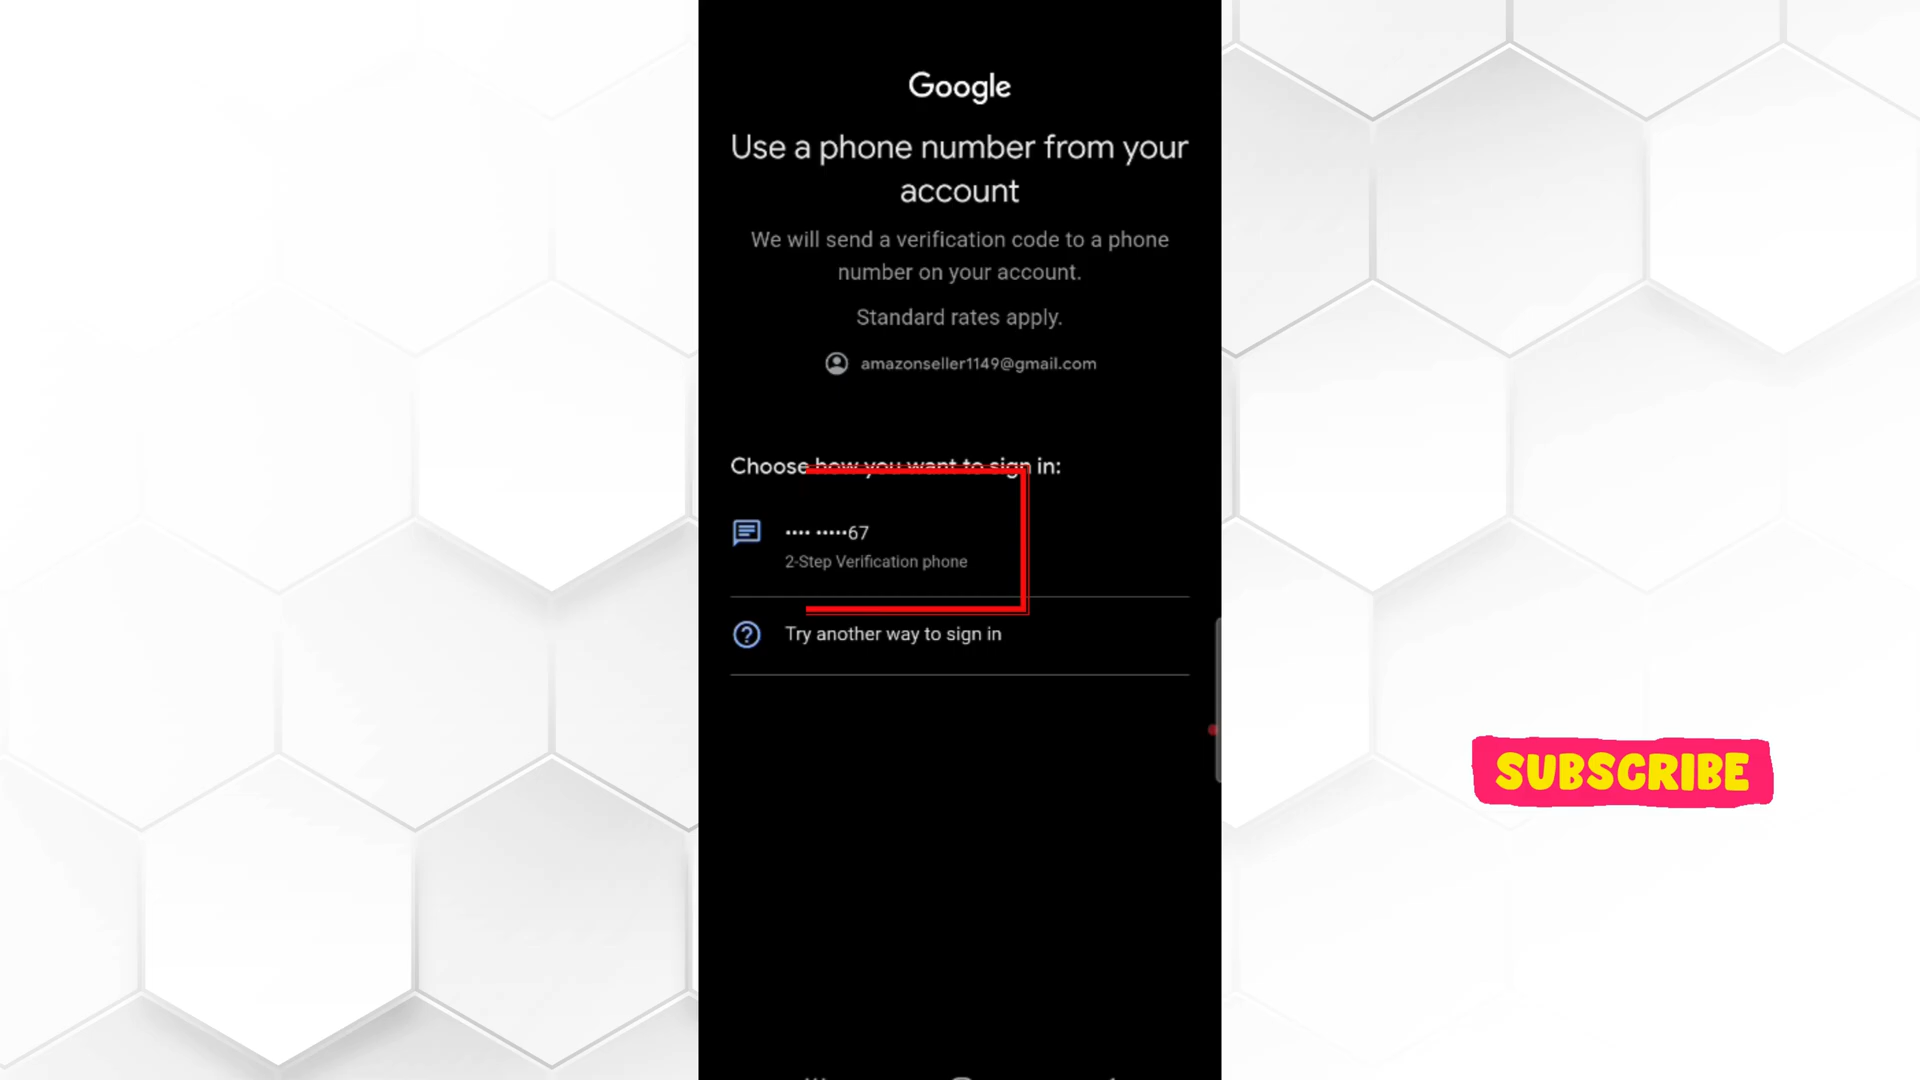 Google
Use a phone number from your
account
We will send a verification code to a phone
number on your account.
Standard rates apply.
amazonseller1149@gmail.com
Choose how you want to sign in:
•••• •••••67
2-Step Verification phone
Try another way to sign in
SUBSCRIBE